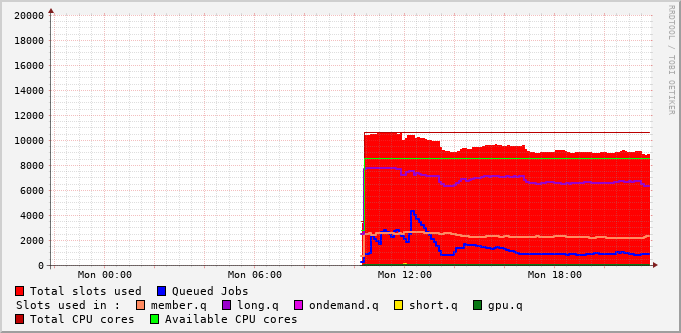 RRDTOOL / TOBI OETIKER
20000
18000
16000
14000
12000
10000
8000
6000
4000
2000
0
Mon 00:00 Mon 06:00 Mon 12:00 Mon 18:00
Total slots used Queued Jobs
Slots used in : member.q long.q ondemand.q short.q gpu.q
Total CPU cores Available CPU cores